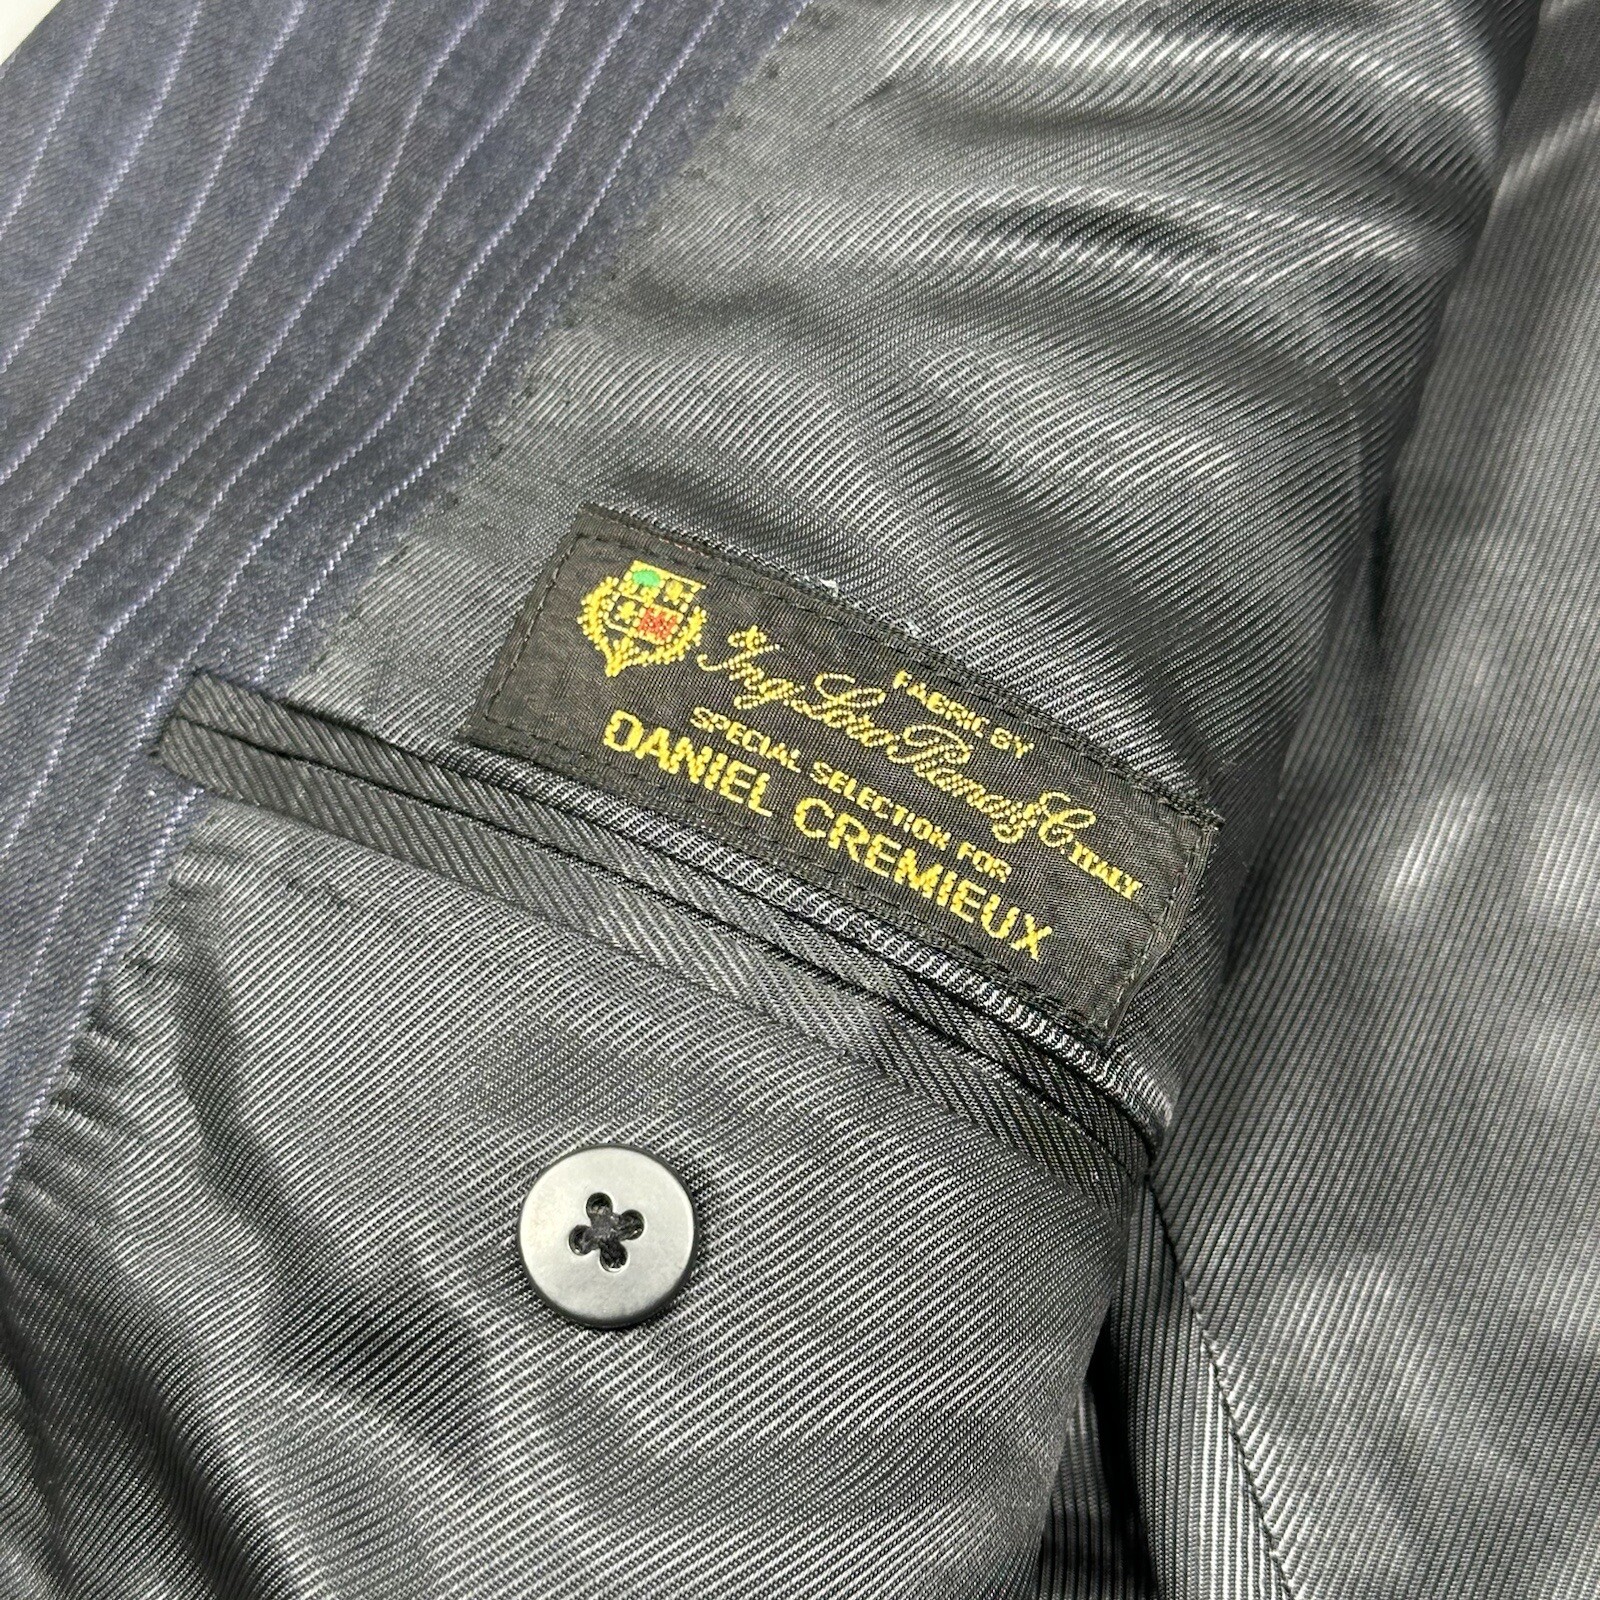 FABRIC BY
Ing. Loro Piana & C. ITALY
SPECIAL SELECTION FOR
DANIEL CREMIEUX